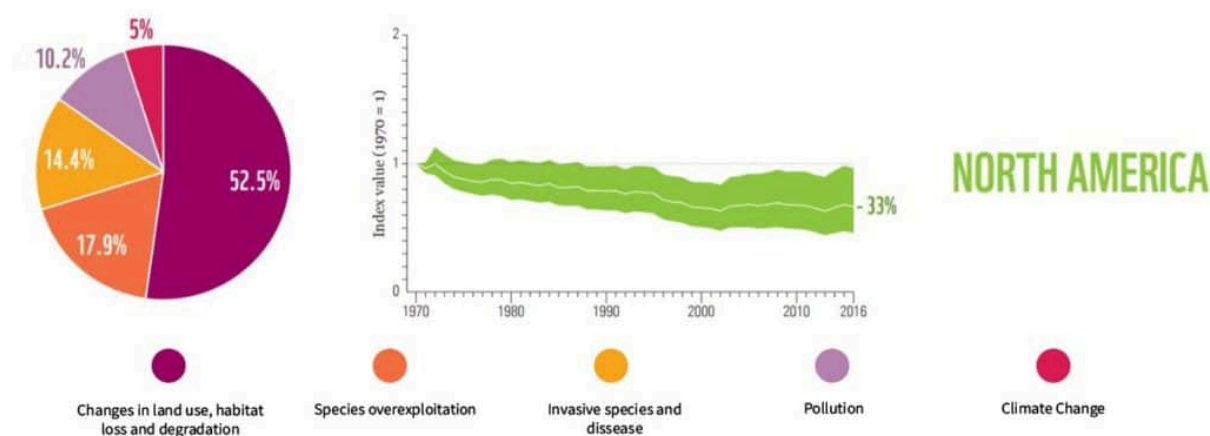 5%
10.2%
14.4%
17.9%
52.5%
Index value (1970 = 1)
2
1
0
1970
1980
1990
2000
2010
2016
- 33%
NORTH AMERICA
Changes in land use, habitat
loss and degradation
Species overexploitation
Invasive species and
dissease
Pollution
Climate Change